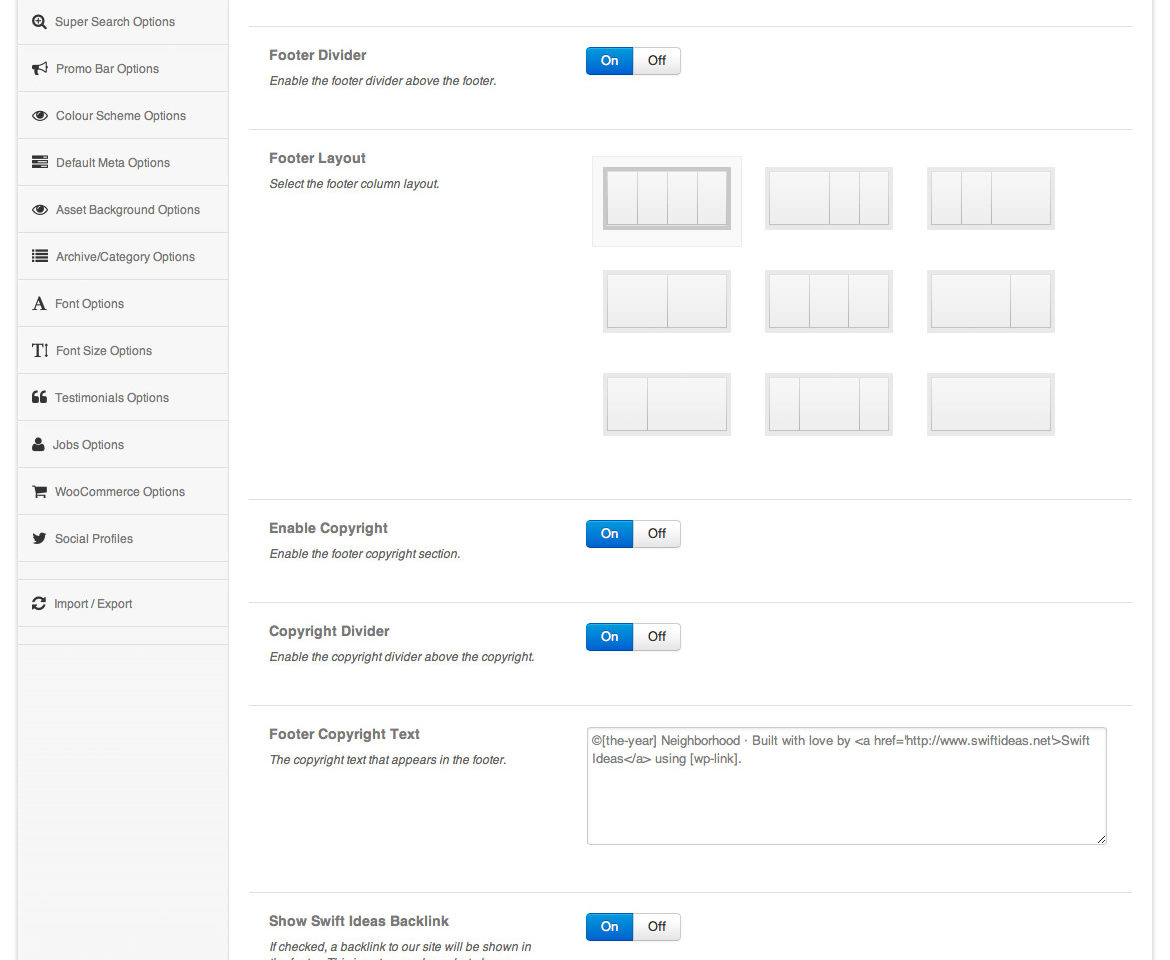 Super Search Options
Promo Bar Options
Colour Scheme Options
Default Meta Options
Asset Background Options
Archive/Category Options
Font Options
Font Size Options
Testimonials Options
Jobs Options
WooCommerce Options
Social Profiles
Import / Export
Footer Divider
Enable the footer divider above the footer.
On Off
Footer Layout
Select the footer column layout.
Enable Copyright
Enable the footer copyright section.
On Off
Copyright Divider
Enable the copyright divider above the copyright.
On Off
Footer Copyright Text
The copyright text that appears in the footer.
©[the-year] Neighborhood · Built with love by <a href='http://www.swiftideas.net'>Swift
Ideas</a> using [wp-link].
Show Swift Ideas Backlink
If checked, a backlink to our site will be shown in
On Off